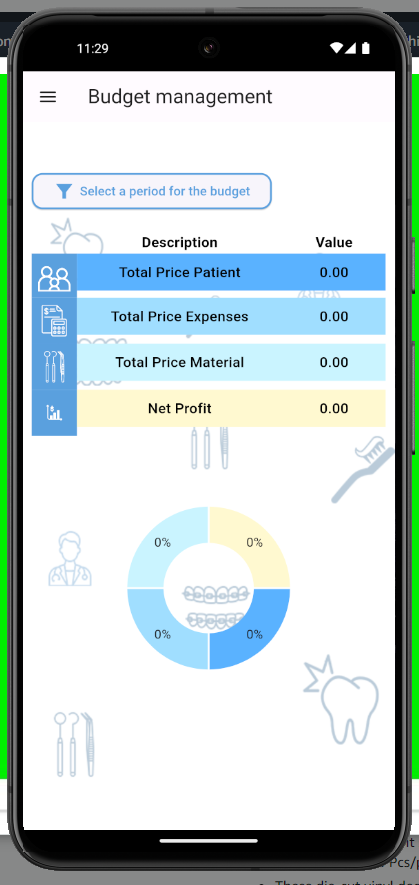 11:29
Budget management
Select a period for the budget
Description Value
Total Price Patient 0.00
Total Price Expenses 0.00
Total Price Material 0.00
Net Profit 0.00
0% 0%
0% 0%
Pcs/p